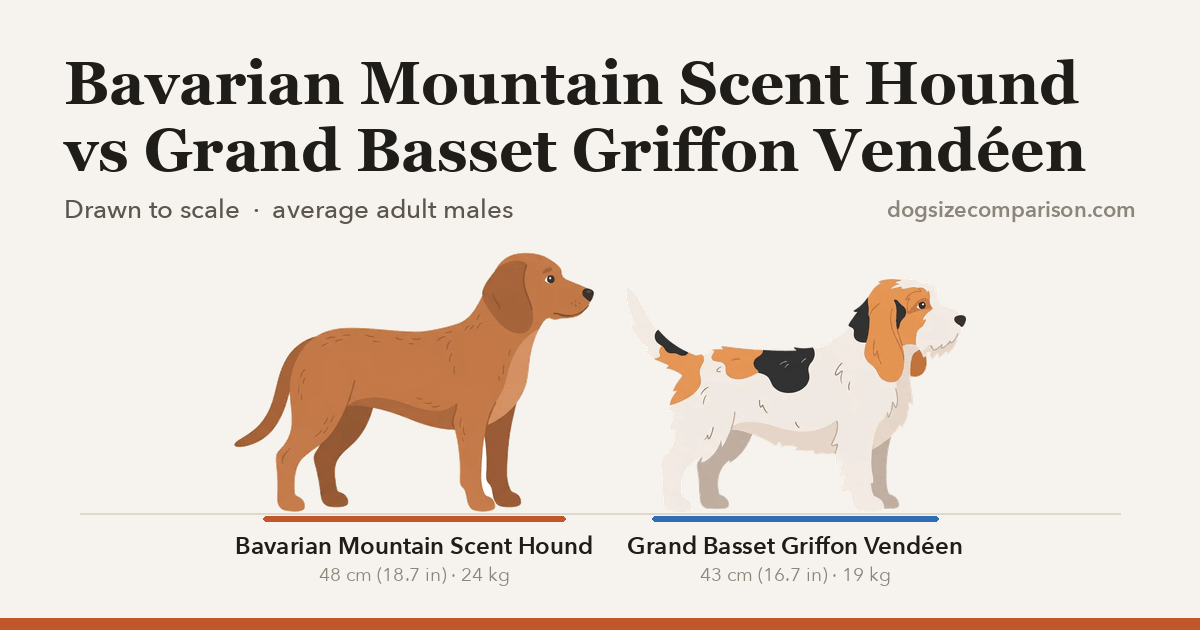 Bavarian Mountain Scent Hound
vs Grand Basset Griffon Vendéen
Drawn to scale · average adult males
dogsizecomparison.com
Bavarian Mountain Scent Hound
48 cm (18.7 in) · 24 kg
Grand Basset Griffon Vendéen
43 cm (16.7 in) · 19 kg